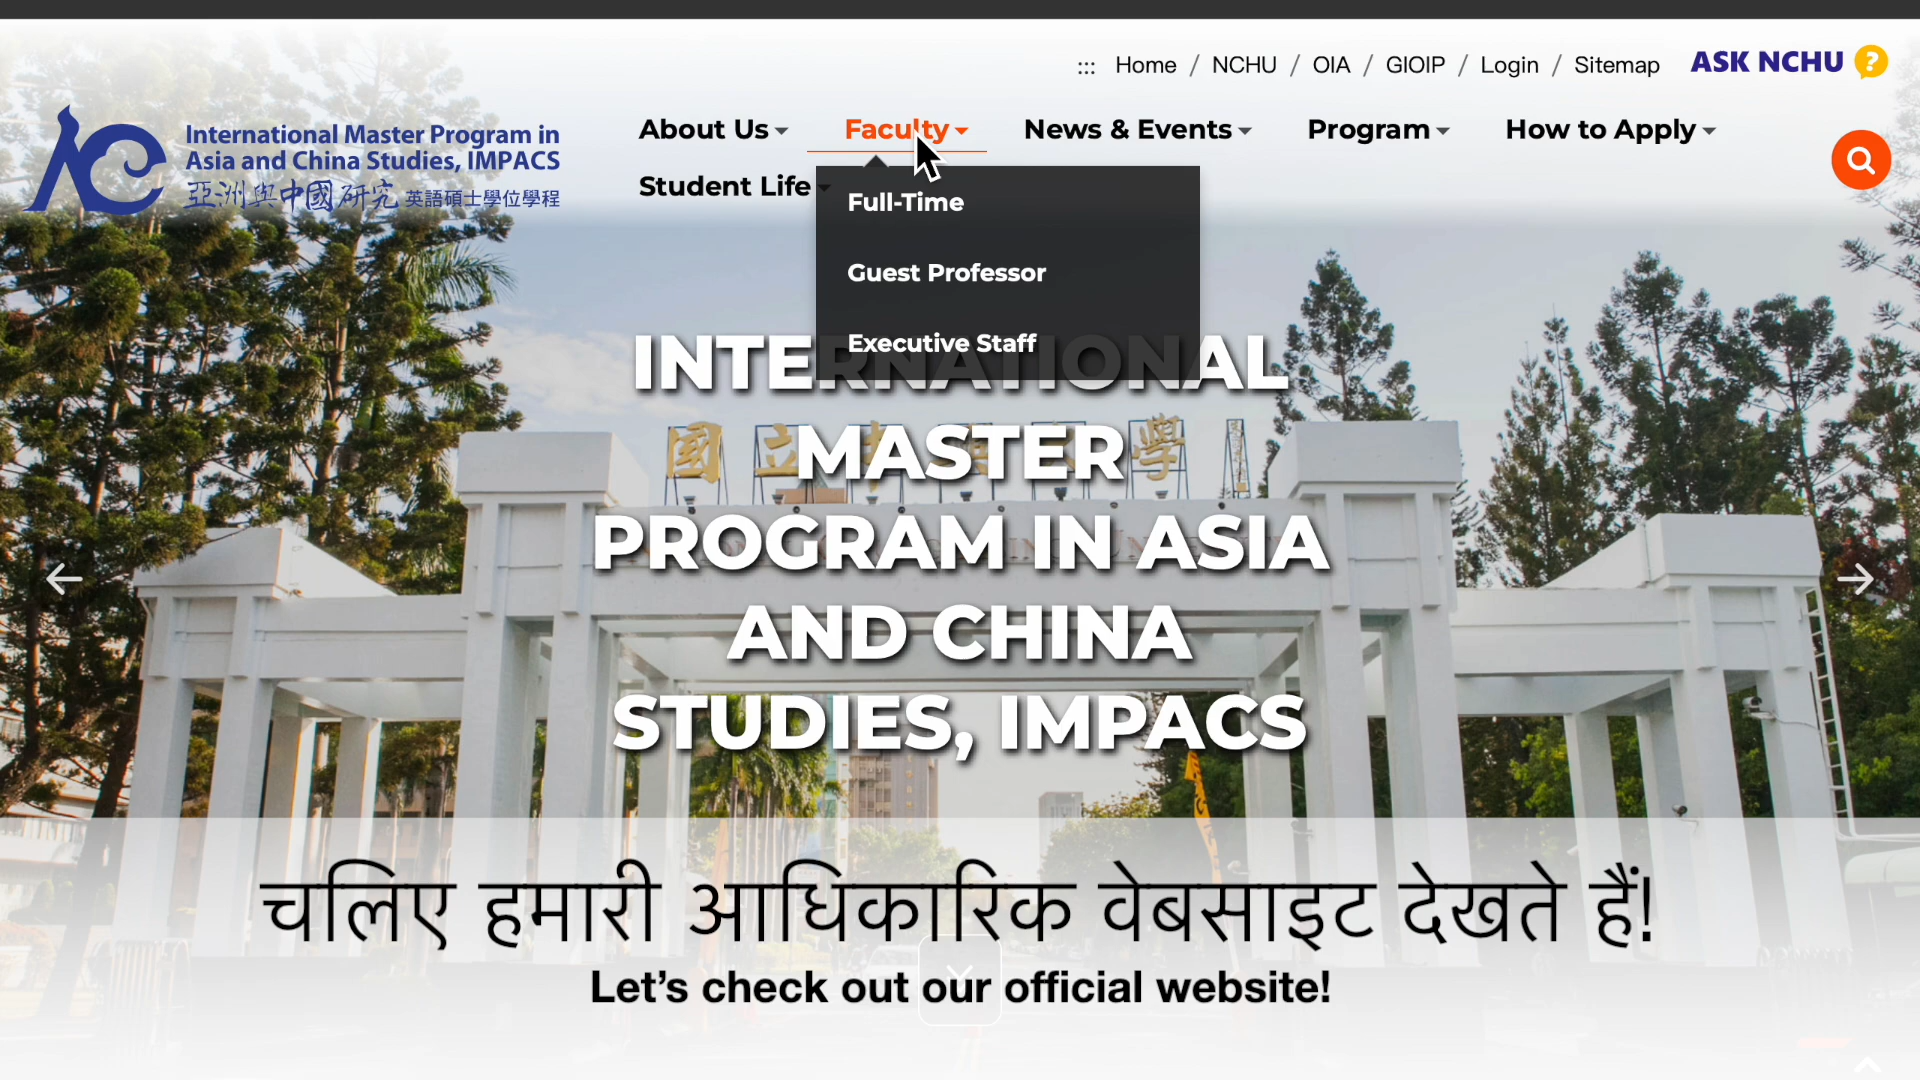 ::: Home / NCHU / OIA / GIOIP / Login / Sitemap ASK NCHU ?
International Master Program in
Asia and China Studies, IMPACS
亞洲與中國研究 英語碩士學位學程
About Us Faculty News & Events Program How to Apply
Student Life
Full-Time
Guest Professor
Executive Staff
INTERNATIONAL
MASTER
PROGRAM IN ASIA
AND CHINA
STUDIES, IMPACS
國立 學
चलिए हमारी आधिकारिक वेबसाइट देखते हैं!
Let’s check out our official website!